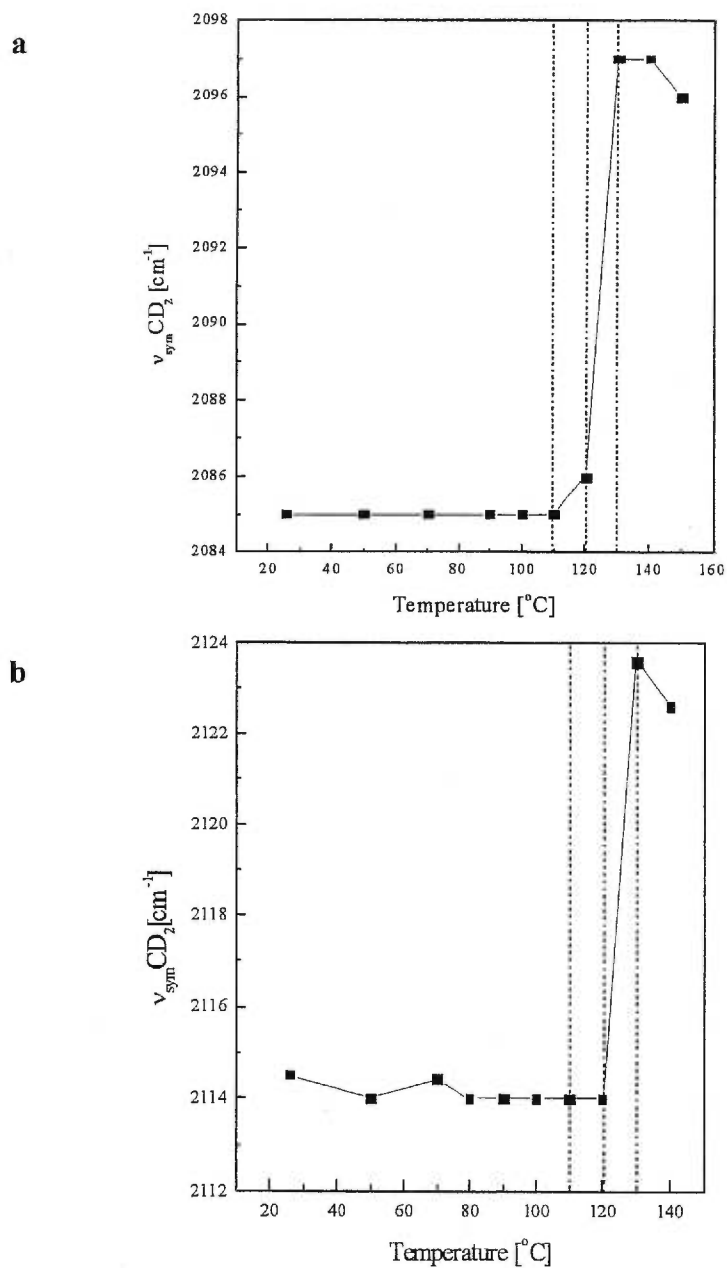 a
2098
2096
2094
2092
2090
2088
2086
2084
ν_sym CD_2 [cm^-1]
20 40 60 80 100 120 140 160
Temperature [°C]
b
2124
2122
2120
2118
2116
2114
2112
ν_sym CD_2[cm^-1]
20 40 60 80 100 120 140
Temperature [°C]